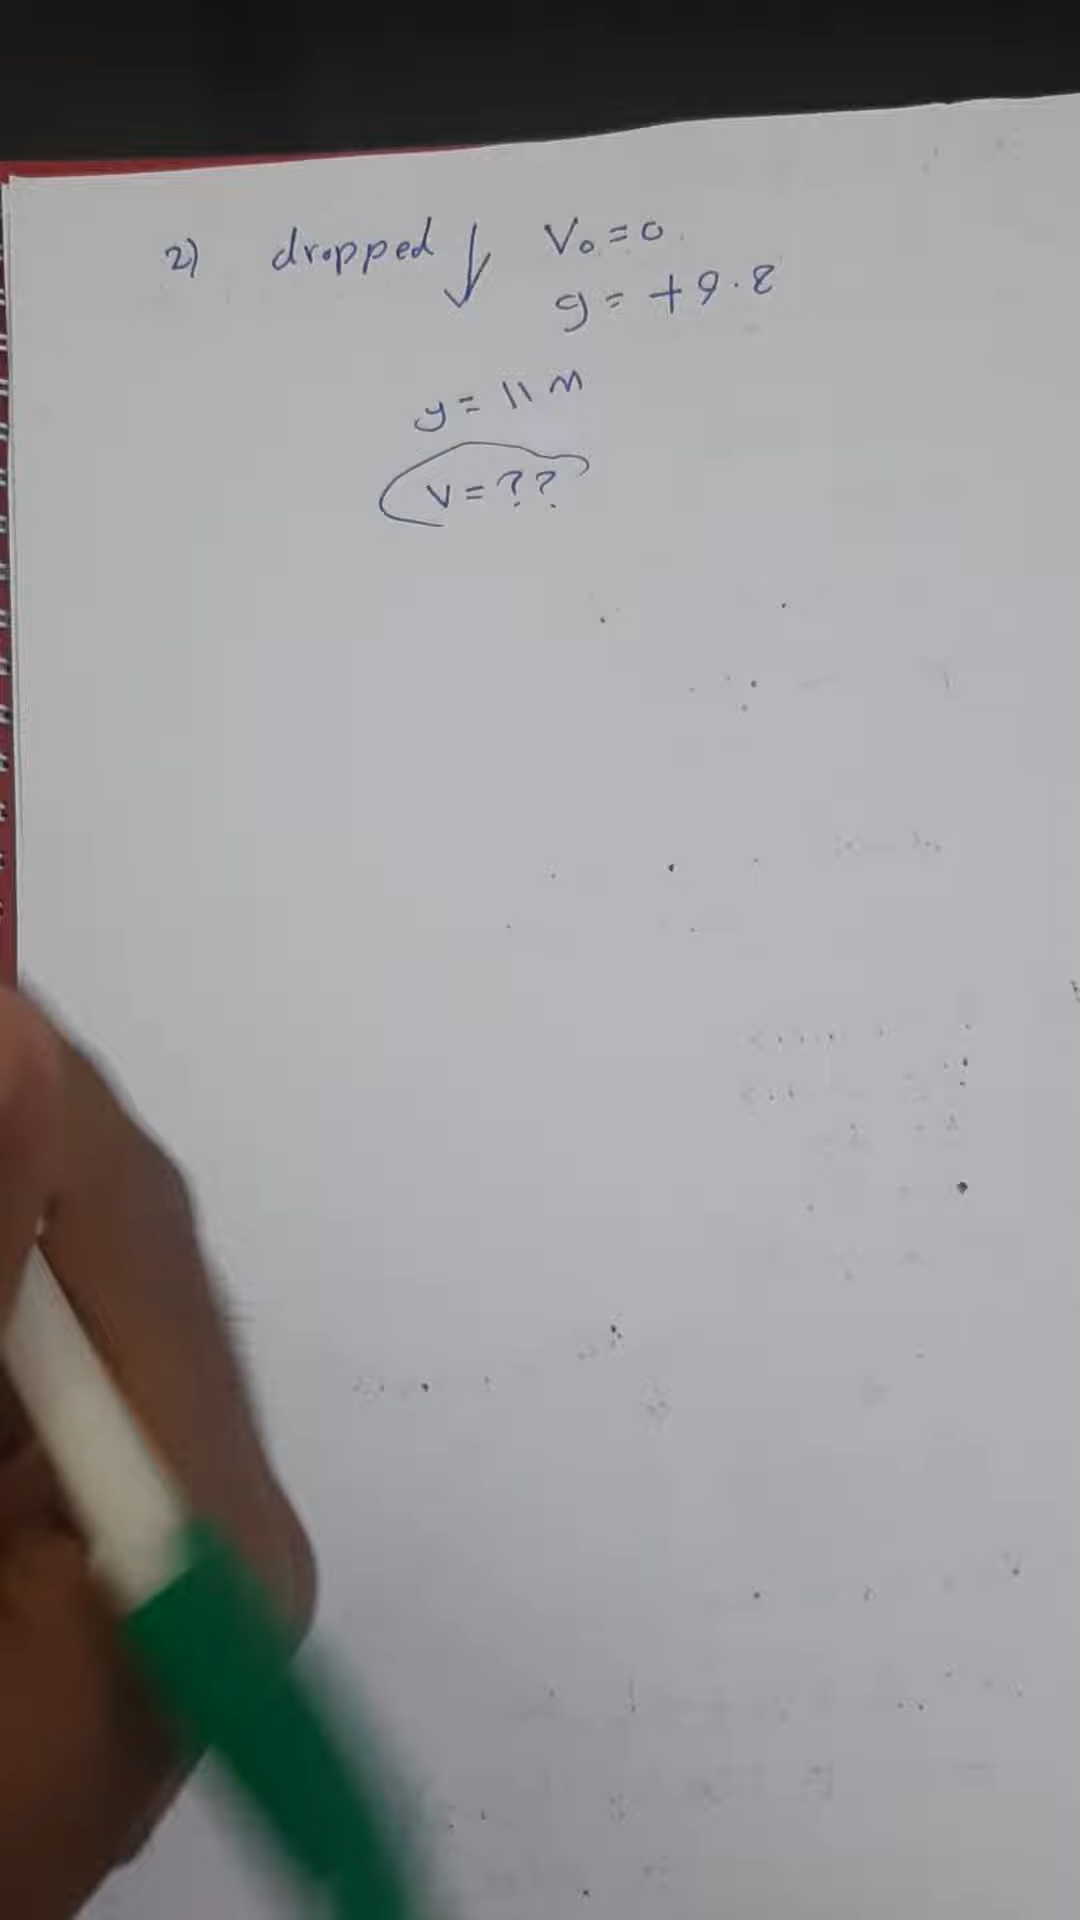 2) dropped ↓ V₀ = 0
g = +9.8
y = 11 m
v = ??